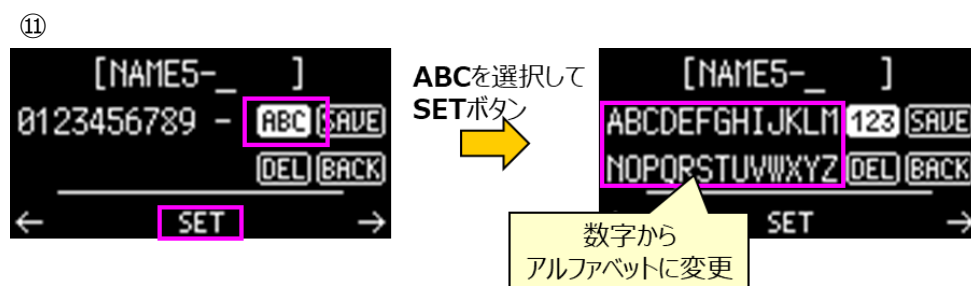 ⑪
[NAME5-_ ]
0123456789 - ABC SAVE
DEL BACK
← SET →
ABCを選択して
SETボタン
[NAME5-_ ]
ABCDEFGHIJKLM 123 SAVE
NOPQRSTUVWXYZ DEL BACK
SET →
数字から
アルファベットに変更